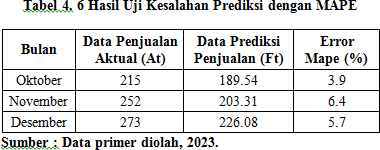 Tabel 4. 6 Hasil Uji Kesalahan Prediksi dengan MAPE
Bulan Data Penjualan Aktual (At) Data Prediksi Penjualan (Ft) Error Mape (%)
Oktober 215 189.54 3.9
November 252 203.31 6.4
Desember 273 226.08 5.7
Sumber : Data primer diolah, 2023.